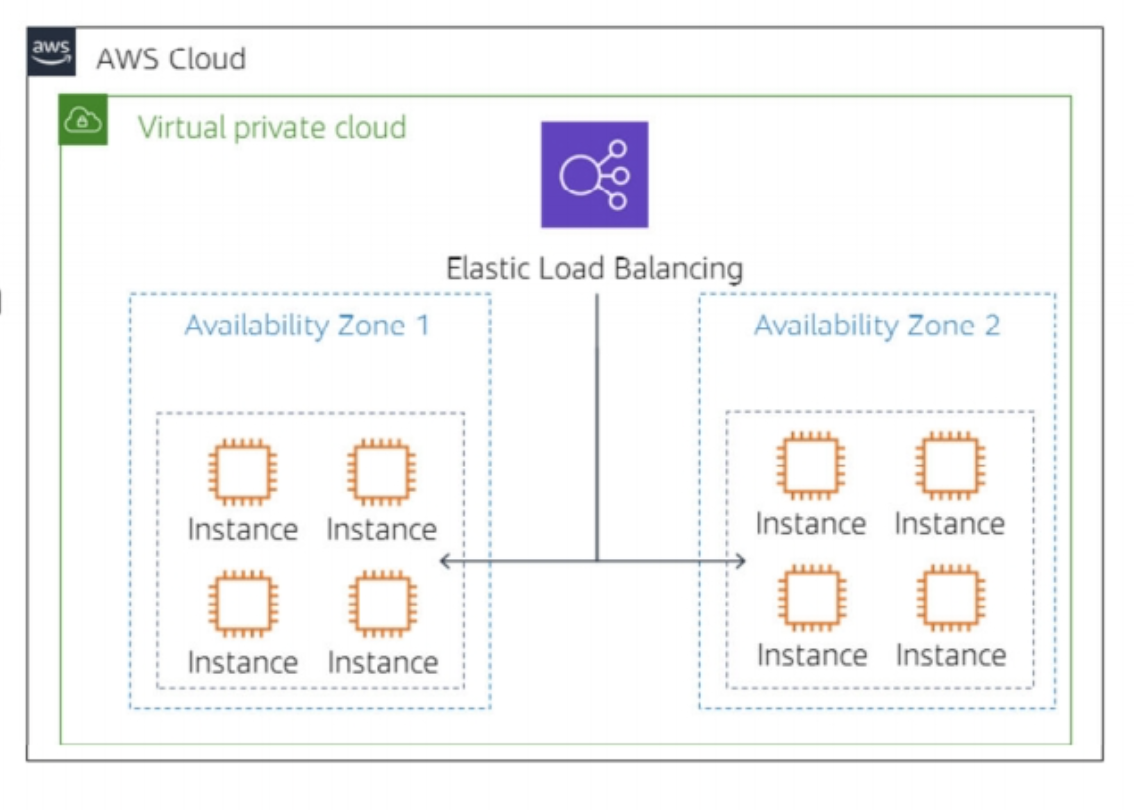 aws
AWS Cloud
Virtual private cloud
Elastic Load Balancing
Availability Zone 1
Instance Instance
Instance Instance
Availability Zone 2
Instance Instance
Instance Instance